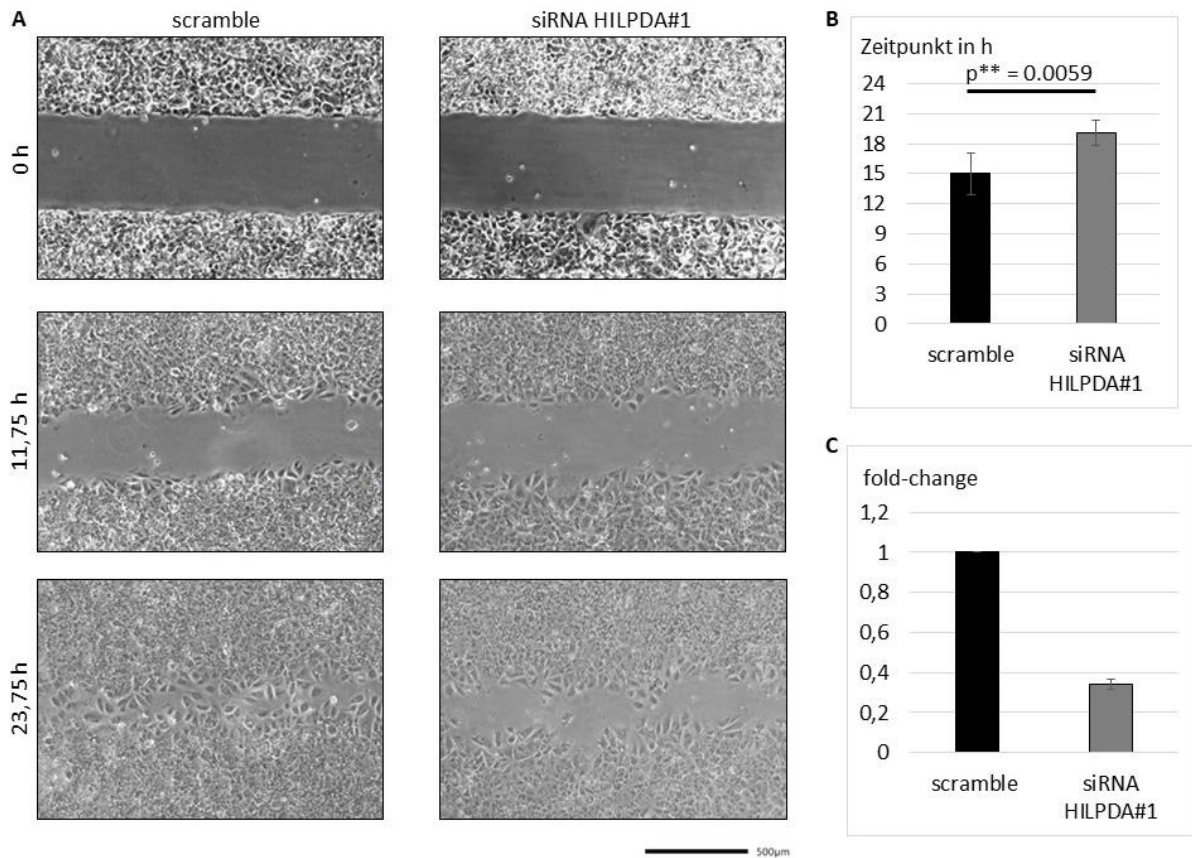 A
scramble
siRNA HILPDA#1
0 h
11,75 h
23,75 h
500µm
B
Zeitpunkt in h
p** = 0.0059
24
21
18
15
12
9
6
3
0
scramble
siRNA
HILPDA#1
C
fold-change
1,2
1
0,8
0,6
0,4
0,2
0
scramble
siRNA
HILPDA#1